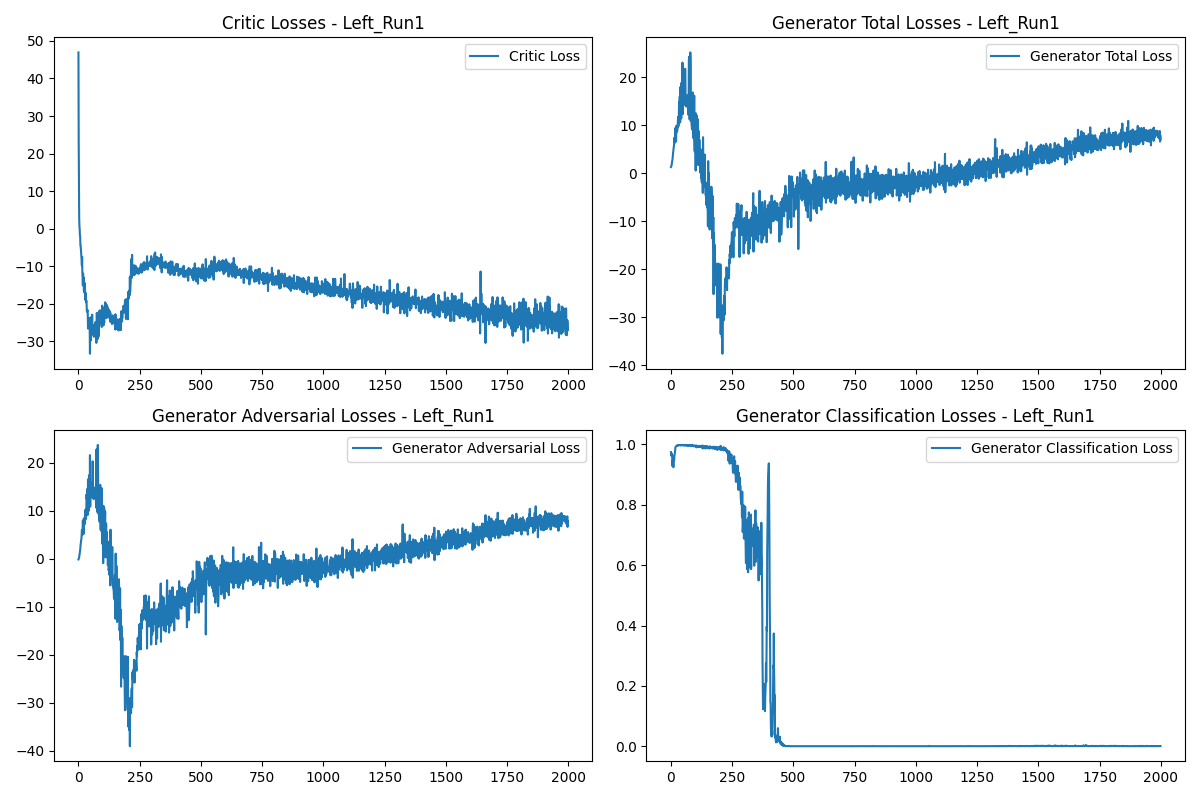 Critic Losses - Left_Run1
Critic Loss
50
40
30
20
10
0
−10
−20
−30
0 250 500 750 1000 1250 1500 1750 2000
Generator Total Losses - Left_Run1
Generator Total Loss
20
10
0
−10
−20
−30
−40
0 250 500 750 1000 1250 1500 1750 2000
Generator Adversarial Losses - Left_Run1
Generator Adversarial Loss
20
10
0
−10
−20
−30
−40
0 250 500 750 1000 1250 1500 1750 2000
Generator Classification Losses - Left_Run1
Generator Classification Loss
1.0
0.8
0.6
0.4
0.2
0.0
0 250 500 750 1000 1250 1500 1750 2000